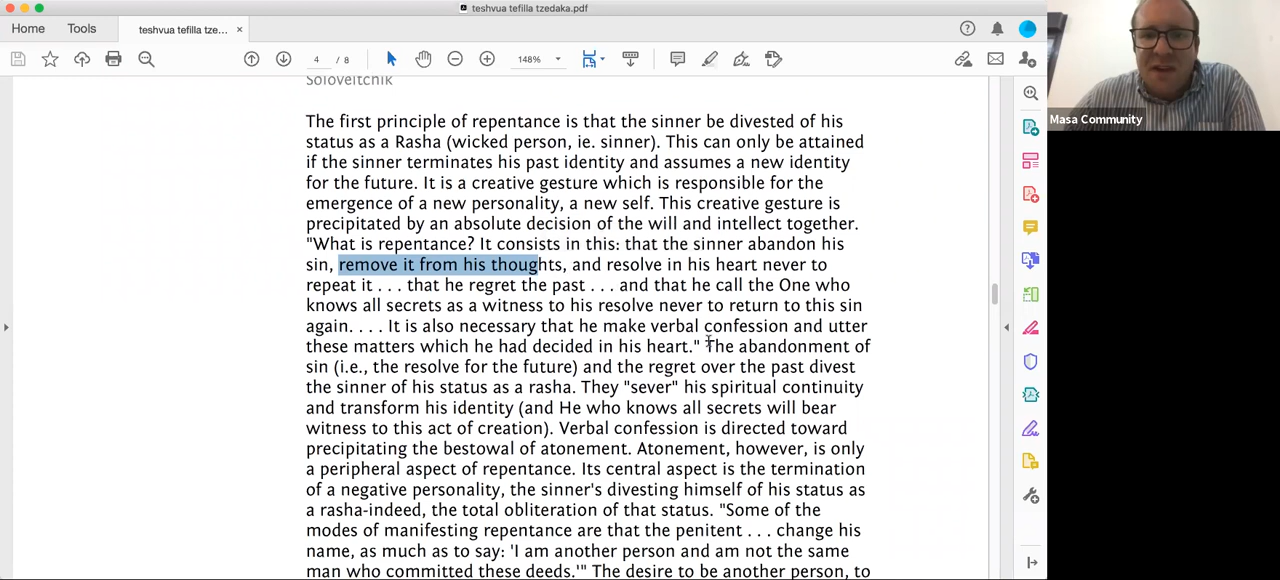 teshvua tefilla tzedaka.pdf
Home
Tools
teshvua tefilla tze...
4 / 8
148%
Masa Community
Soloveitchik
The first principle of repentance is that the sinner be divested of his
status as a Rasha (wicked person, ie. sinner). This can only be attained
if the sinner terminates his past identity and assumes a new identity
for the future. It is a creative gesture which is responsible for the
emergence of a new personality, a new self. This creative gesture is
precipitated by an absolute decision of the will and intellect together.
"What is repentance? It consists in this: that the sinner abandon his
sin, remove it from his thoughts, and resolve in his heart never to
repeat it . . . that he regret the past . . . and that he call the One who
knows all secrets as a witness to his resolve never to return to this sin
again. . . . It is also necessary that he make verbal confession and utter
these matters which he had decided in his heart." The abandonment of
sin (i.e., the resolve for the future) and the regret over the past divest
the sinner of his status as a rasha. They "sever" his spiritual continuity
and transform his identity (and He who knows all secrets will bear
witness to this act of creation). Verbal confession is directed toward
precipitating the bestowal of atonement. Atonement, however, is only
a peripheral aspect of repentance. Its central aspect is the termination
of a negative personality, the sinner's divesting himself of his status as
a rasha-indeed, the total obliteration of that status. "Some of the
modes of manifesting repentance are that the penitent . . . change his
name, as much as to say: 'I am another person and am not the same
man who committed these deeds.'" The desire to be another person, to